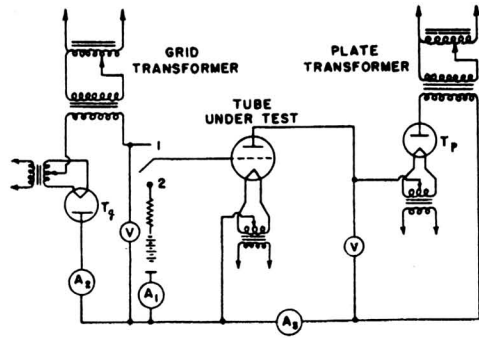 GRID
TRANSFORMER
PLATE
TRANSFORMER
TUBE
UNDER TEST
1
2
Tg
Tp
V
V
A2
A1
A3